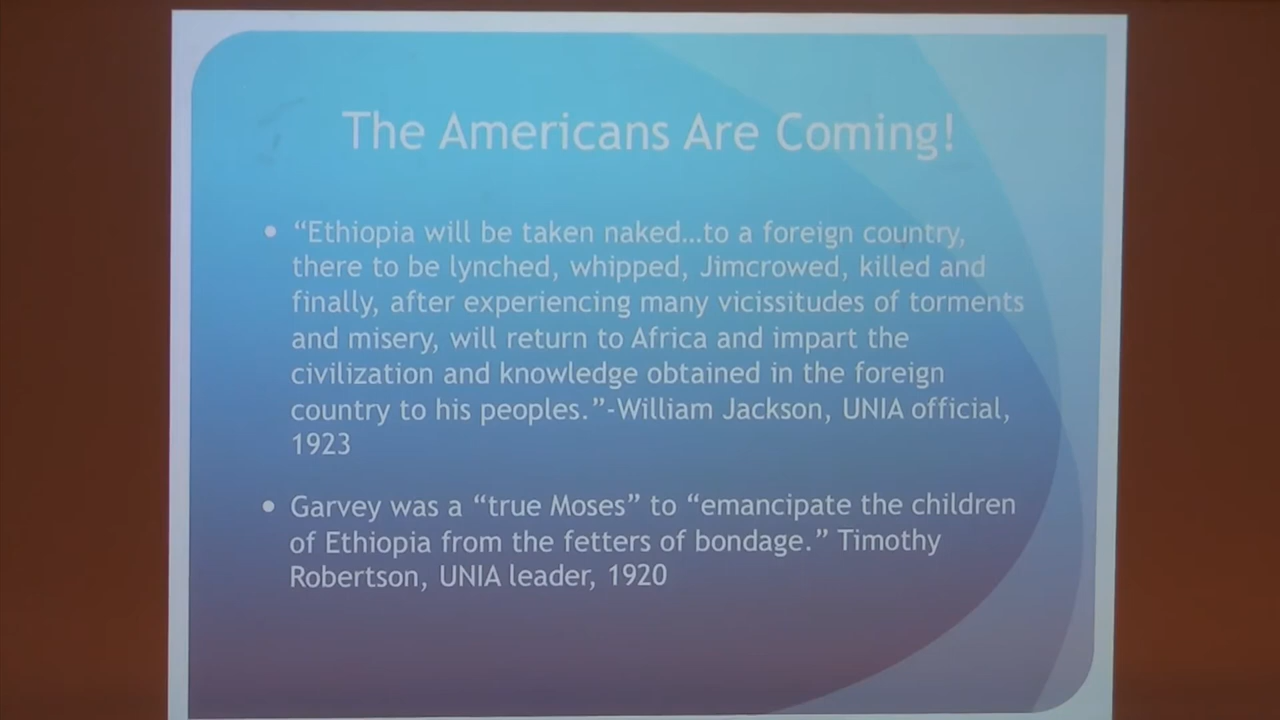 The Americans Are Coming!
• “Ethiopia will be taken naked…to a foreign country,
there to be lynched, whipped, Jimcrowed, killed and
finally, after experiencing many vicissitudes of torments
and misery, will return to Africa and impart the
civilization and knowledge obtained in the foreign
country to his peoples.”-William Jackson, UNIA official,
1923
• Garvey was a “true Moses” to “emancipate the children
of Ethiopia from the fetters of bondage.” Timothy
Robertson, UNIA leader, 1920